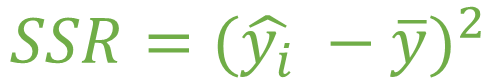 SSR = (ŷᵢ − ȳ)²